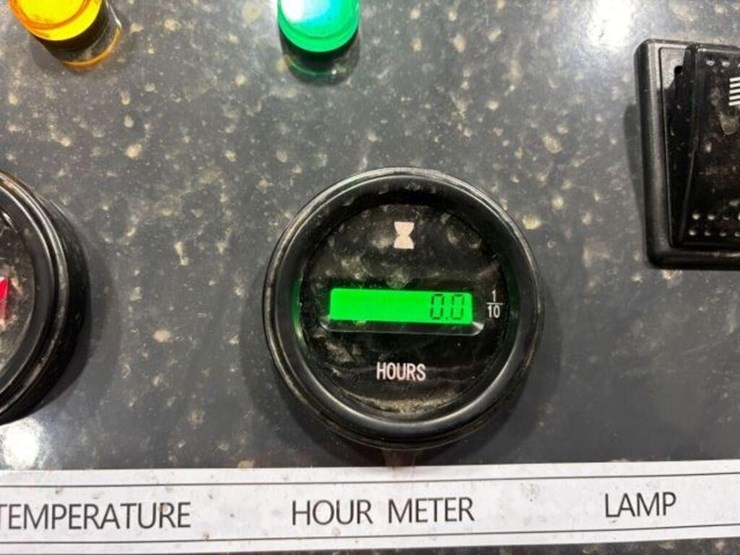 0.0
1/10
HOURS
TEMPERATURE
HOUR METER
LAMP